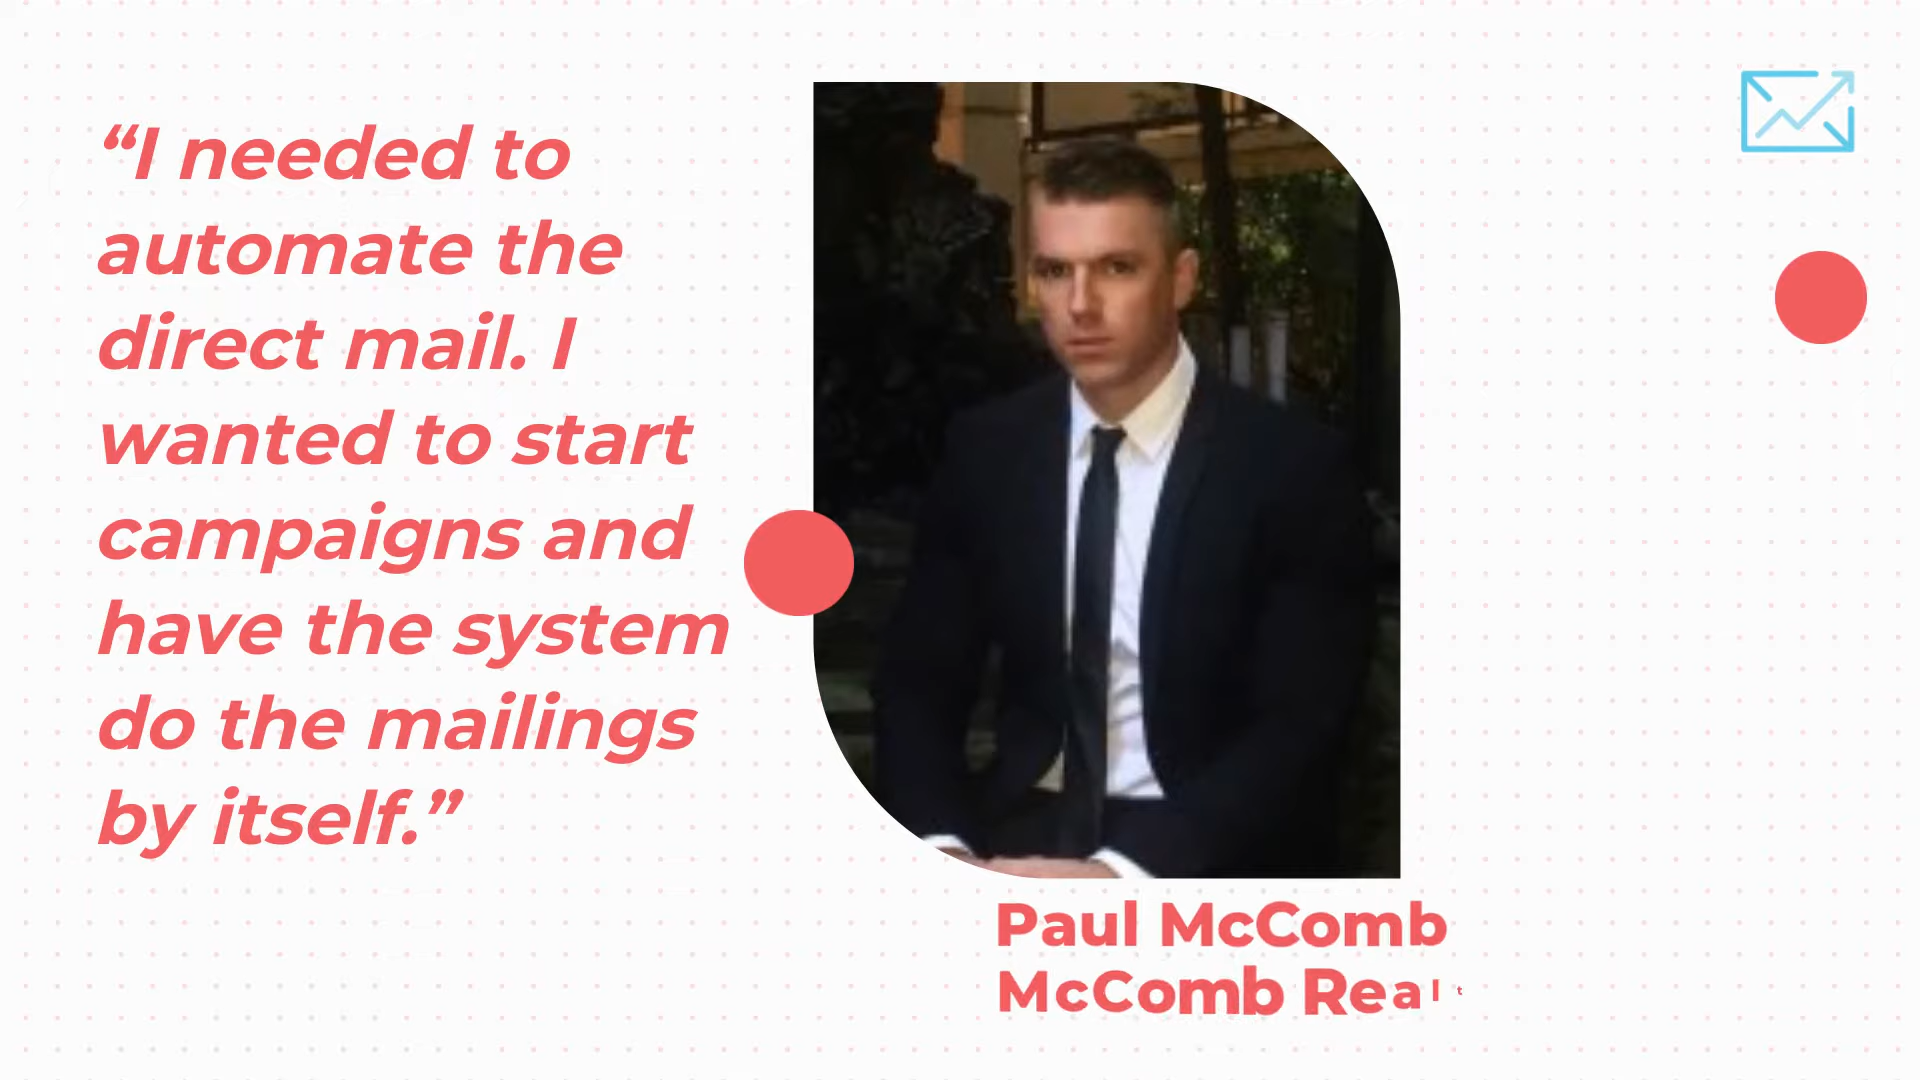 “I needed to
automate the
direct mail. I
wanted to start
campaigns and
have the system
do the mailings
by itself.”
Paul McComb
McComb Realt